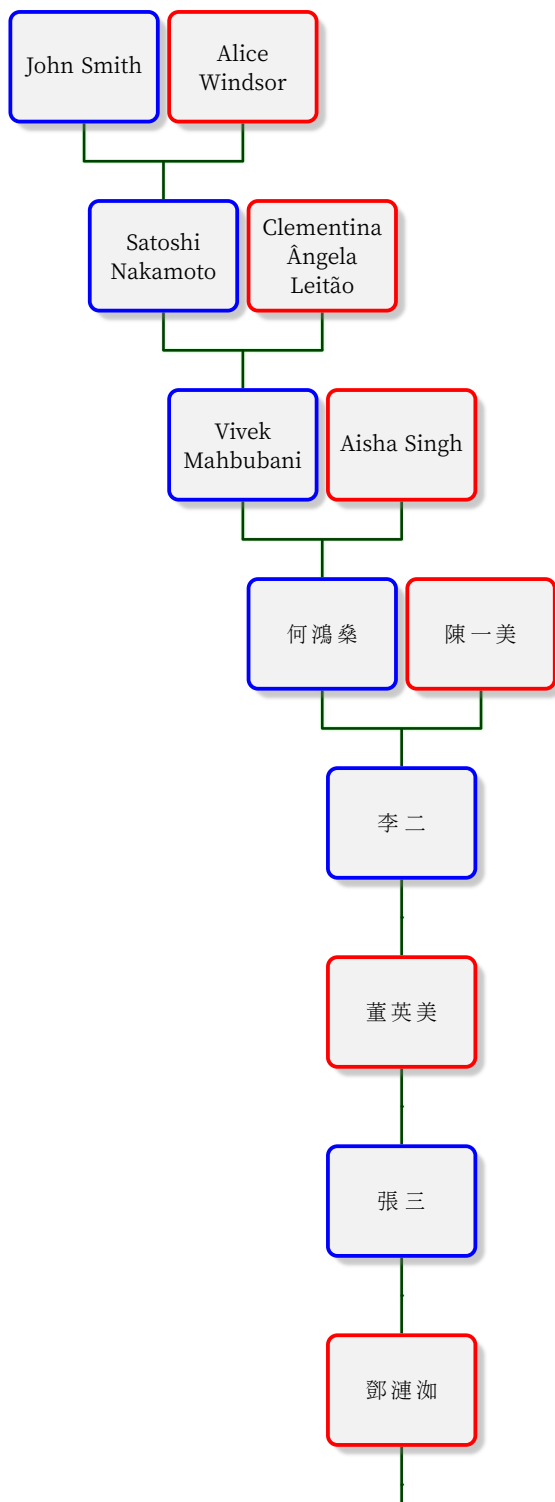 John Smith
Alice
Windsor
Satoshi
Nakamoto
Clementina
Ângela
Leitão
Vivek
Mahbubani
Aisha Singh
何鴻燊
陳一美
李二
董英美
張三
鄧漣洳